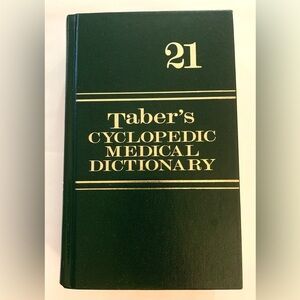 21
Taber's
CYCLOPEDIC
MEDICAL
DICTIONARY